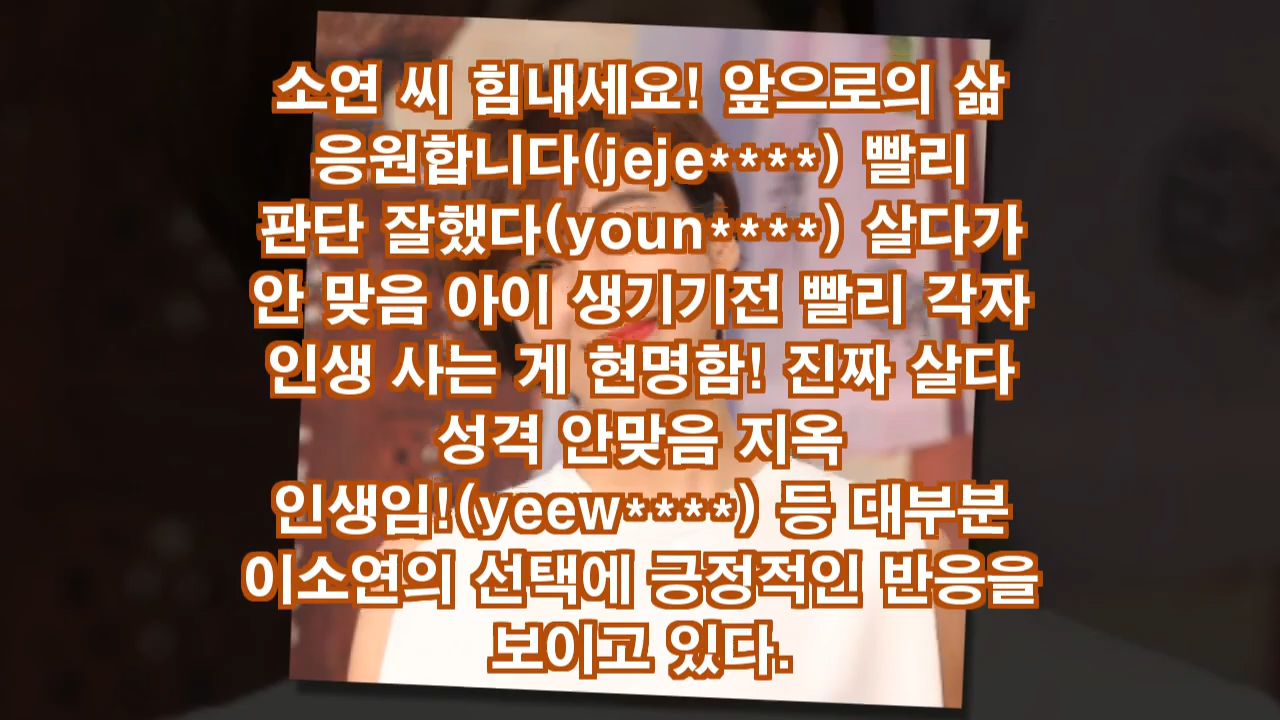 소연 씨 힘내세요! 앞으로의 삶
응원합니다(jeje****) 빨리
판단 잘했다(youn****) 살다가
안 맞음 아이 생기기전 빨리 각자
인생 사는 게 현명함! 진짜 살다
성격 안맞음 지옥
인생임!(yeew****) 등 대부분
이소연의 선택에 긍정적인 반응을
보이고 있다.